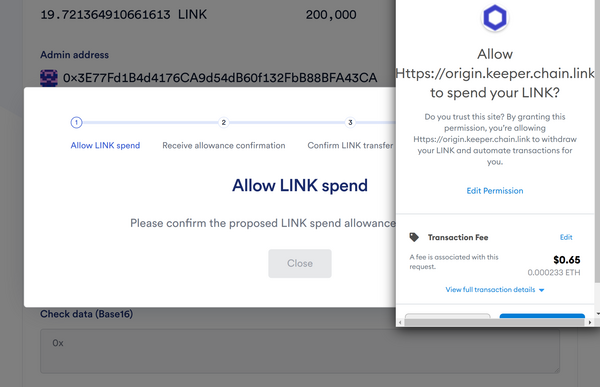 19.721364910661613 LINK
200,000
Admin address
0x3E77Fd1B4d4176CA9d54dB60f132FbB88BFA43CA
1
2
3
Allow LINK spend
Receive allowance confirmation
Confirm LINK transfer
Allow LINK spend
Please confirm the proposed LINK spend allowance
Close
Check data (Base16)
0x
Allow
Https://origin.keeper.chain.link
to spend your LINK?
Do you trust this site? By granting this
permission, you're allowing
Https://origin.keeper.chain.link to withdraw
your LINK and automate transactions for
you.
Edit Permission
Transaction Fee
Edit
A fee is associated with this
request.
$0.65
0.000233 ETH
View full transaction details